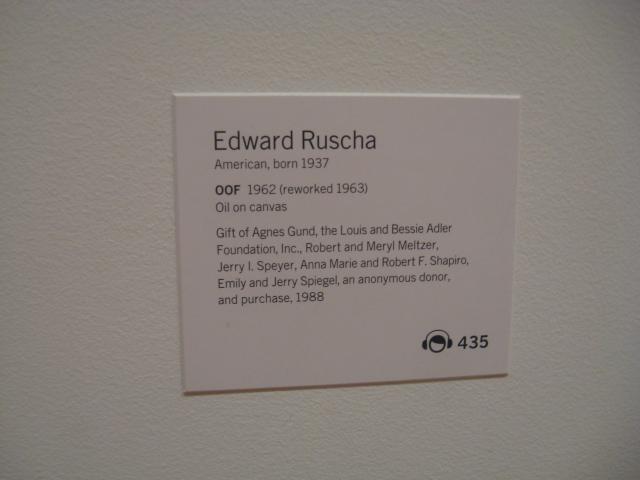 Edward Ruscha
American, born 1937
OOF 1962 (reworked 1963)
Oil on canvas
Gift of Agnes Gund, the Louis and Bessie Adler
Foundation, Inc., Robert and Meryl Meltzer,
Jerry I. Speyer, Anna Marie and Robert F. Shapiro,
Emily and Jerry Spiegel, an anonymous donor,
and purchase, 1988
435